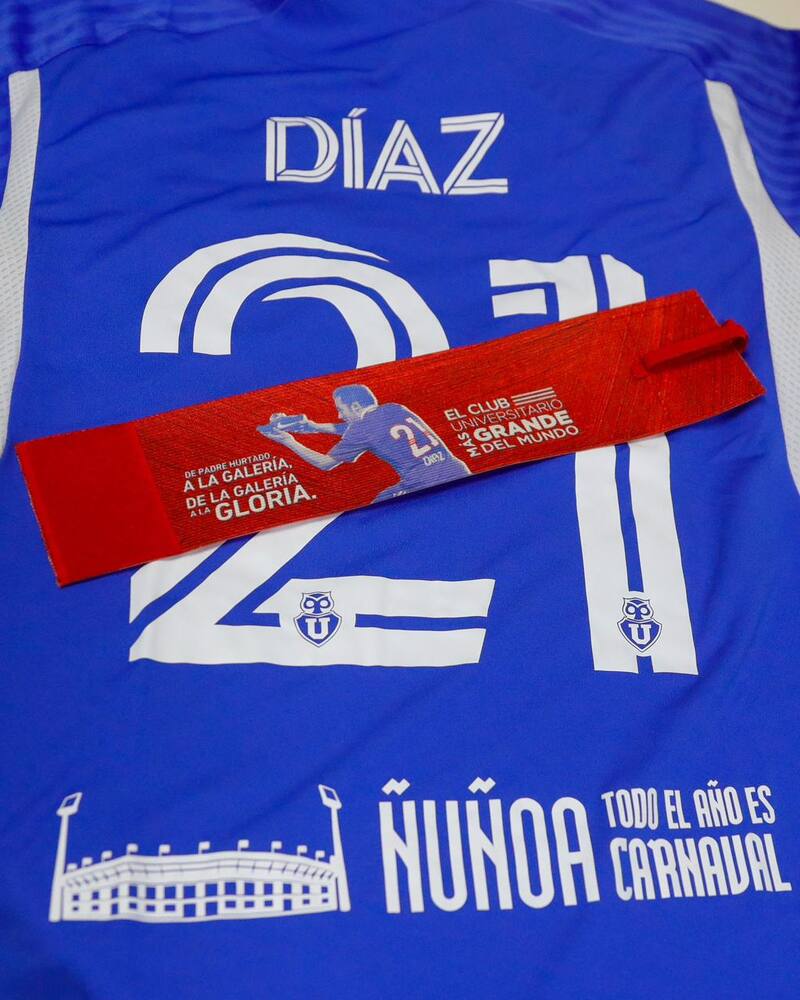 DÍAZ
21
DE PADRE HURTADO
A LA GALERÍA,
DE LA GALERÍA
A LA GLORIA.
21
DÍAZ
EL CLUB
UNIVERSITARIO
MÁS GRANDE
DEL MUNDO
U
U
ÑUÑOA
TODO EL AÑO ES
CARNAVAL